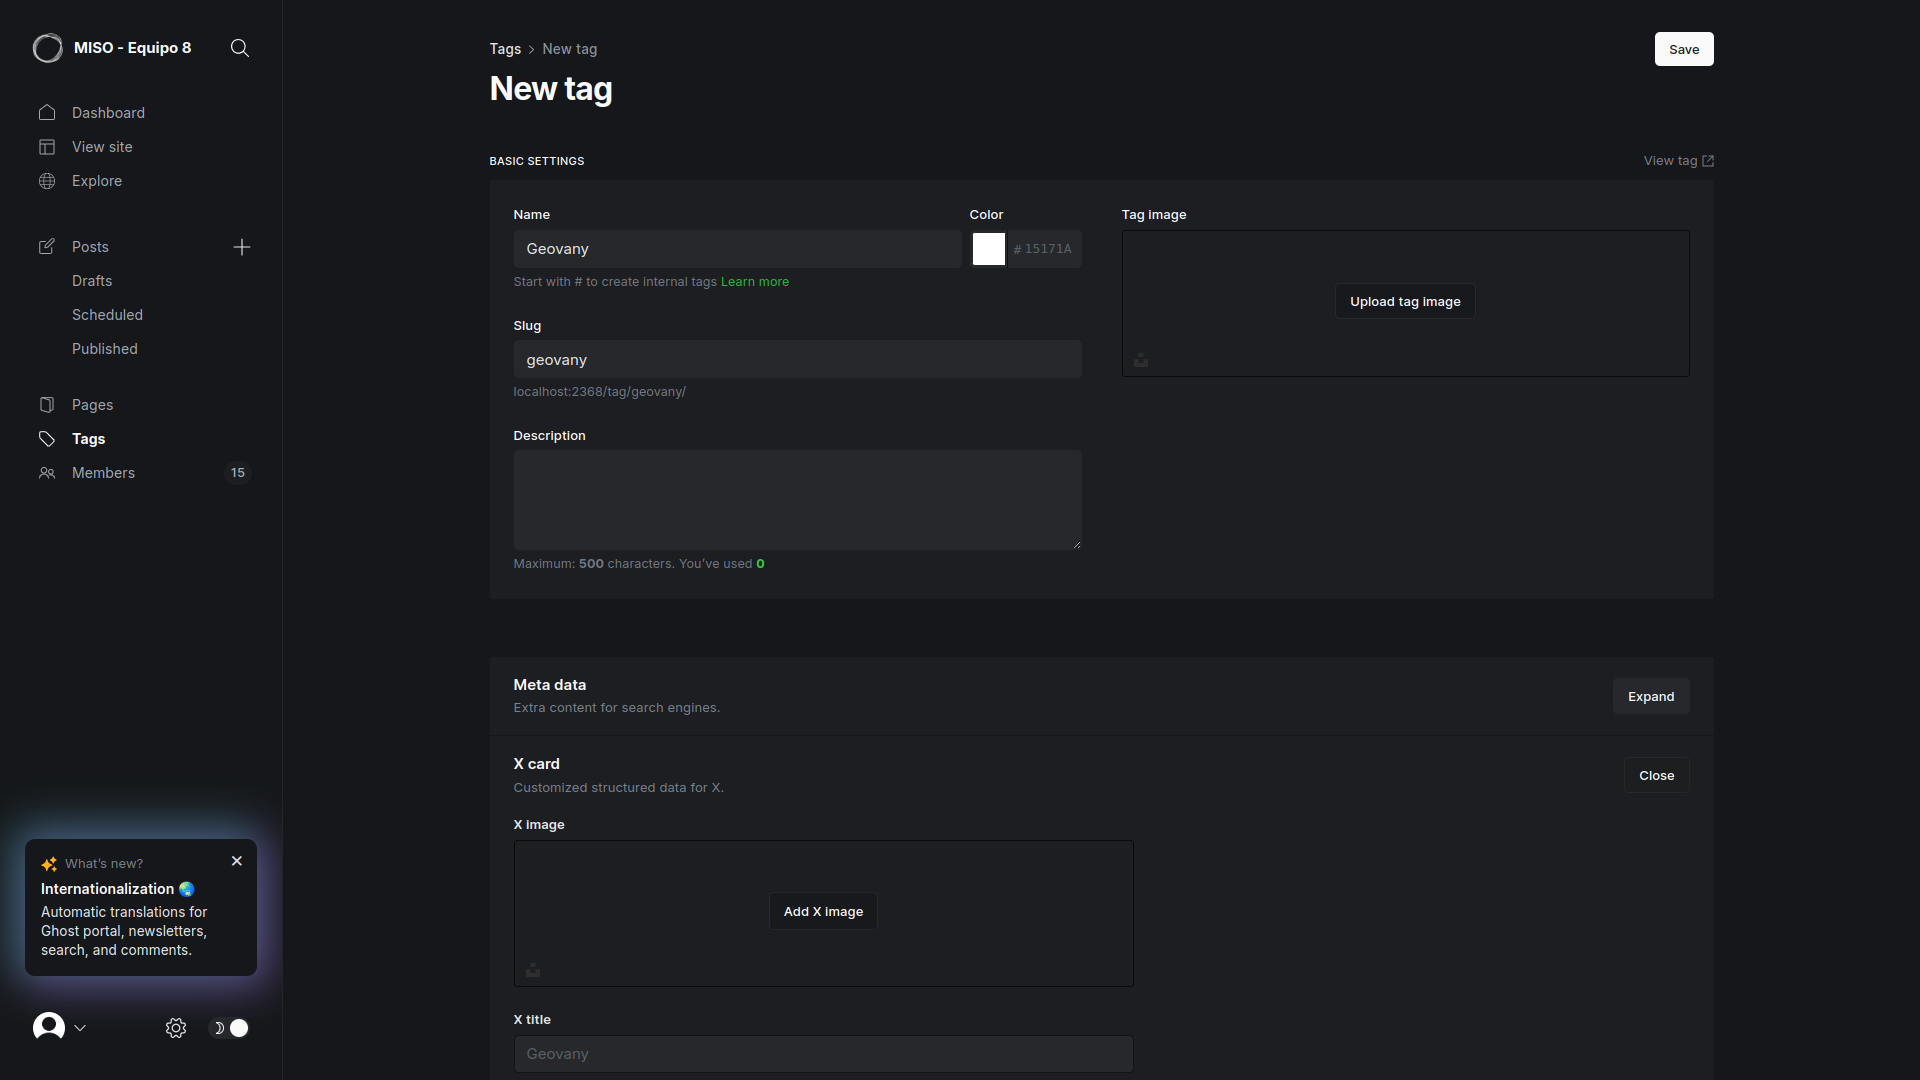 MISO - Equipo 8
Dashboard
View site
Explore
Posts
Drafts
Scheduled
Published
Pages
Tags
Members
15
What's new?
Internationalization 🌏
Automatic translations for
Ghost portal, newsletters,
search, and comments.
Tags > New tag
Save
New tag
BASIC SETTINGS
View tag
Name
Geovany
Color
# 15171A
Start with # to create internal tags Learn more
Slug
geovany
localhost:2368/tag/geovany/
Description
Maximum: 500 characters. You've used 0
Tag image
Upload tag image
Meta data
Extra content for search engines.
Expand
X card
Customized structured data for X.
Close
X image
Add X image
X title
Geovany